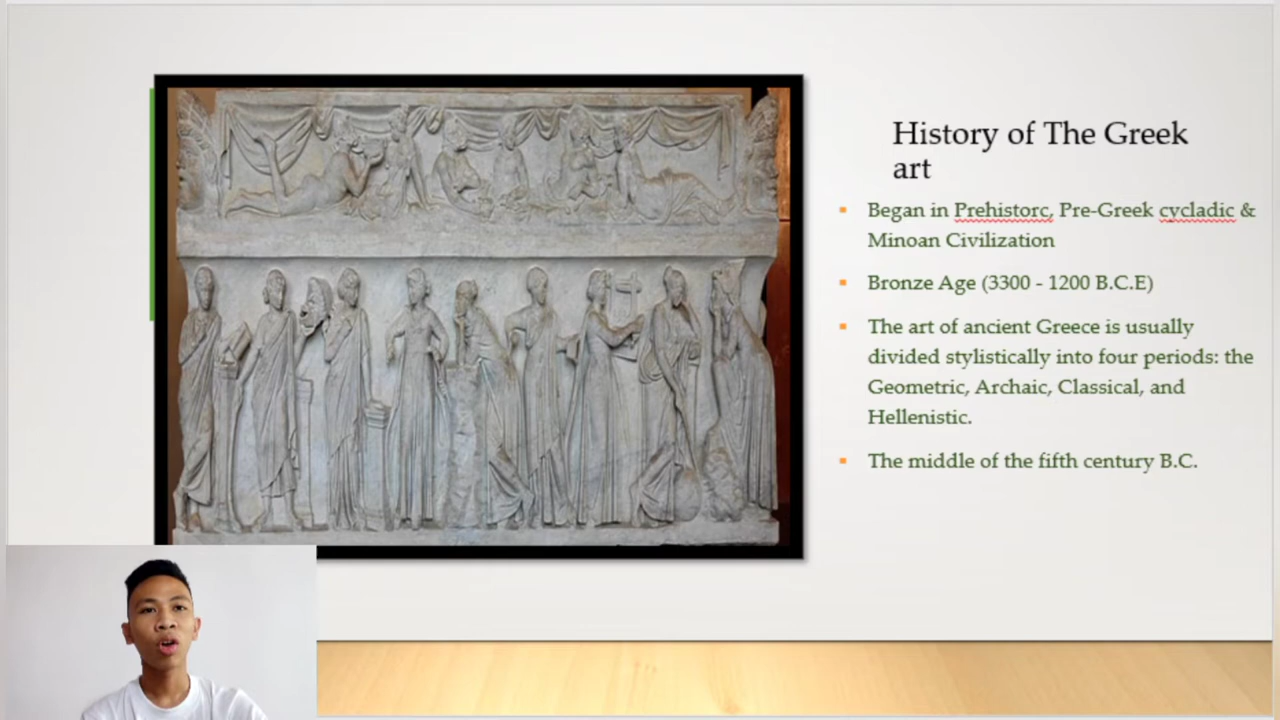 History of The Greek
art
Began in Prehistorc, Pre-Greek cycladic &
Minoan Civilization
Bronze Age (3300 - 1200 B.C.E)
The art of ancient Greece is usually
divided stylistically into four periods: the
Geometric, Archaic, Classical, and
Hellenistic.
The middle of the fifth century B.C.